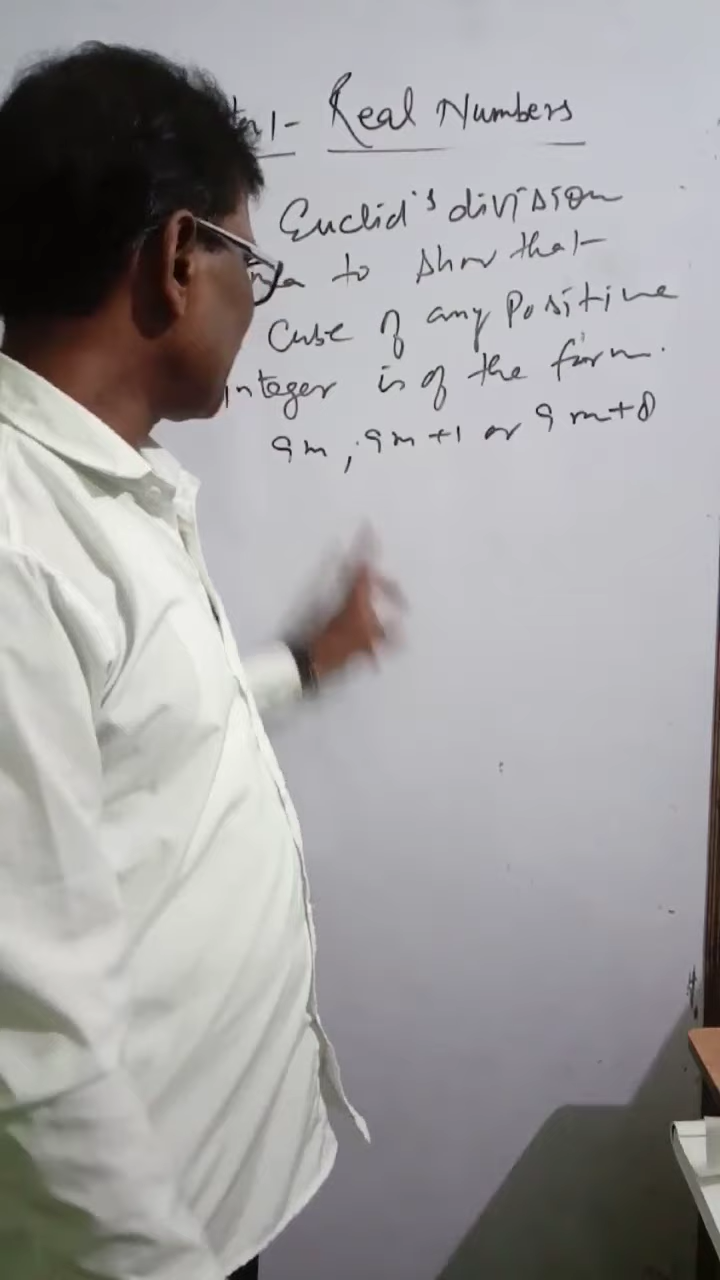 1- Real Numbers
Euclid's division
to show that
Cube of any Positive
integer is of the form.
9m, 9m+1 or 9m+8